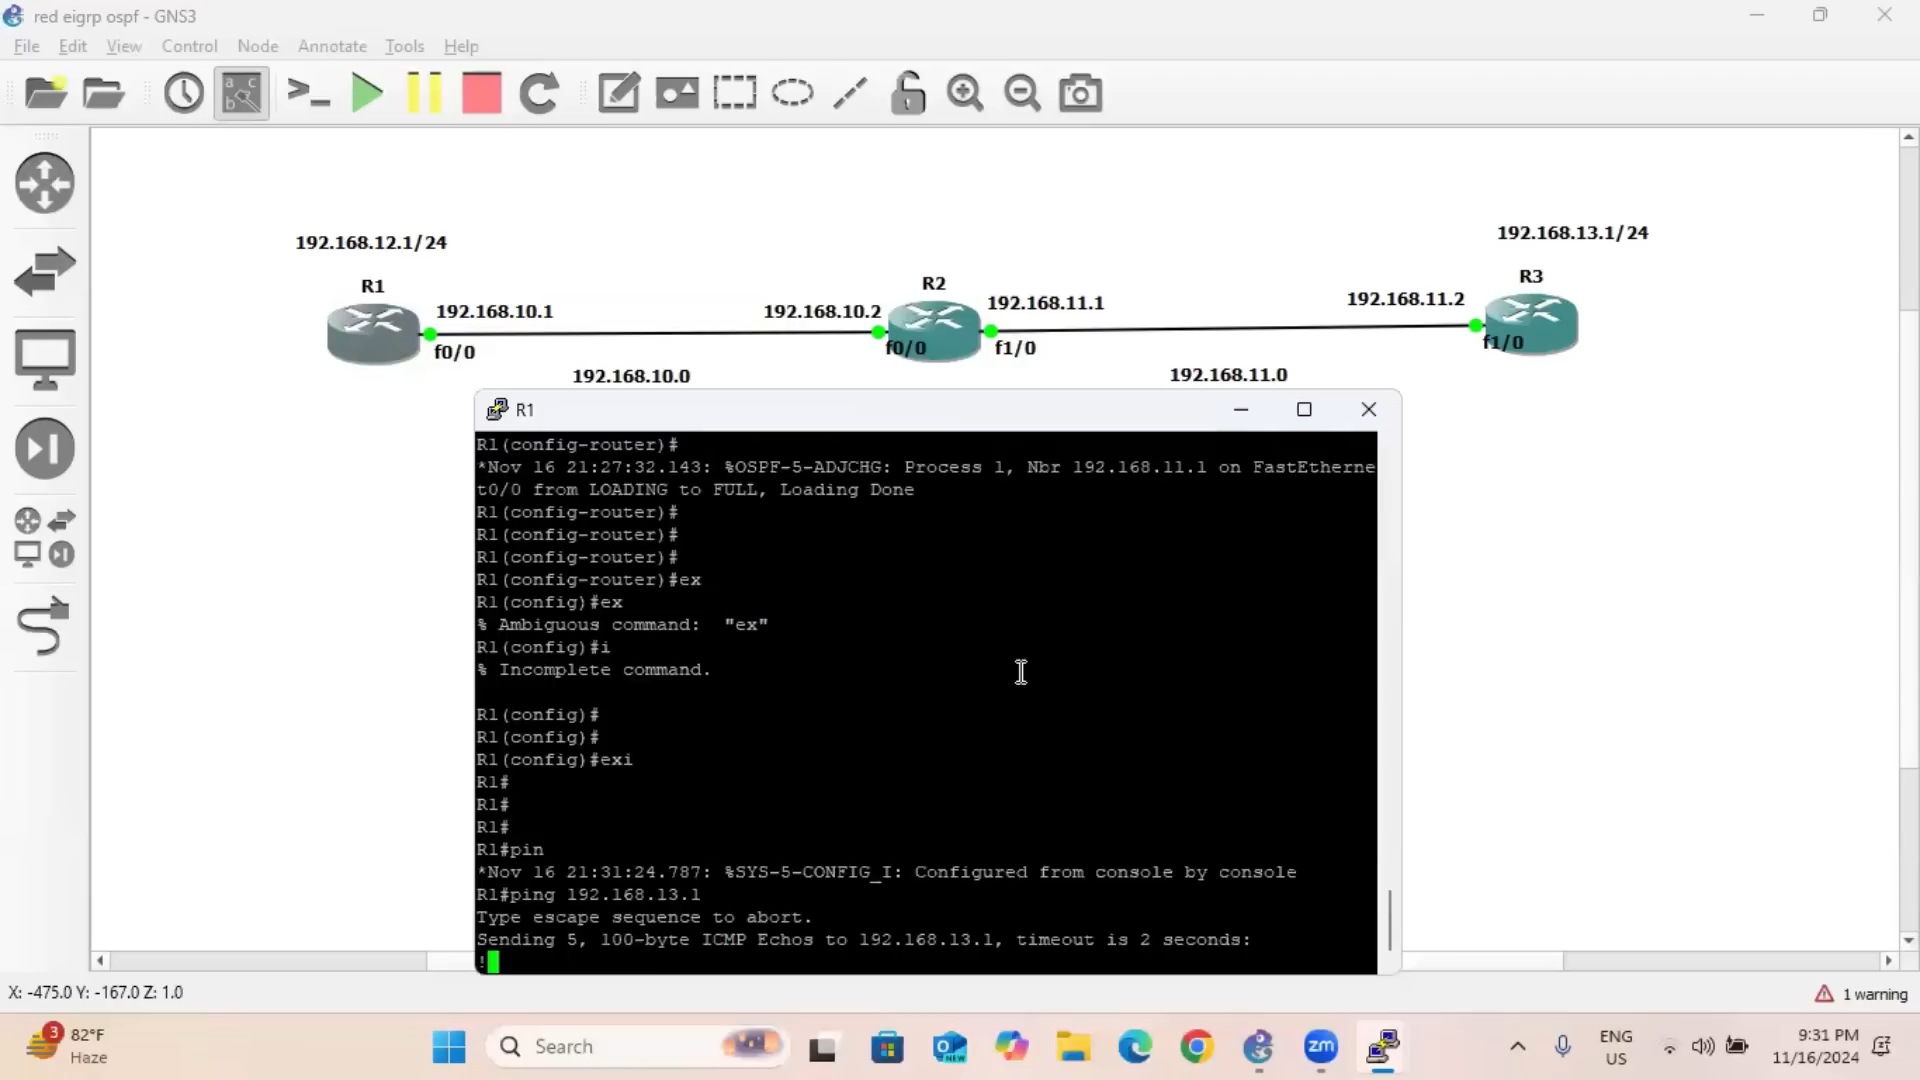 red eigrp ospf - GNS3
File Edit View Control Node Annotate Tools Help
192.168.12.1/24
192.168.13.1/24
R1
R2
R3
192.168.10.1
192.168.10.2
192.168.11.1
192.168.11.2
f0/0
f0/0
f1/0
f1/0
192.168.10.0
192.168.11.0
R1
R1(config-router)#
*Nov 16 21:27:32.143: %OSPF-5-ADJCHG: Process 1, Nbr 192.168.11.1 on FastEtherne
t0/0 from LOADING to FULL, Loading Done
R1(config-router)#
R1(config-router)#
R1(config-router)#
R1(config-router)#ex
R1(config)#ex
% Ambiguous command:  "ex"
R1(config)#i
% Incomplete command.
R1(config)#
R1(config)#
R1(config)#exi
R1#
R1#
R1#
R1#pin
*Nov 16 21:31:24.787: %SYS-5-CONFIG_I: Configured from console by console
R1#ping 192.168.13.1
Type escape sequence to abort.
Sending 5, 100-byte ICMP Echos to 192.168.13.1, timeout is 2 seconds:
!
X: -475.0 Y: -167.0 Z: 1.0
1 warning
3
82°F
Haze
Search
NEW
zm
ENG
US
9:31 PM
11/16/2024